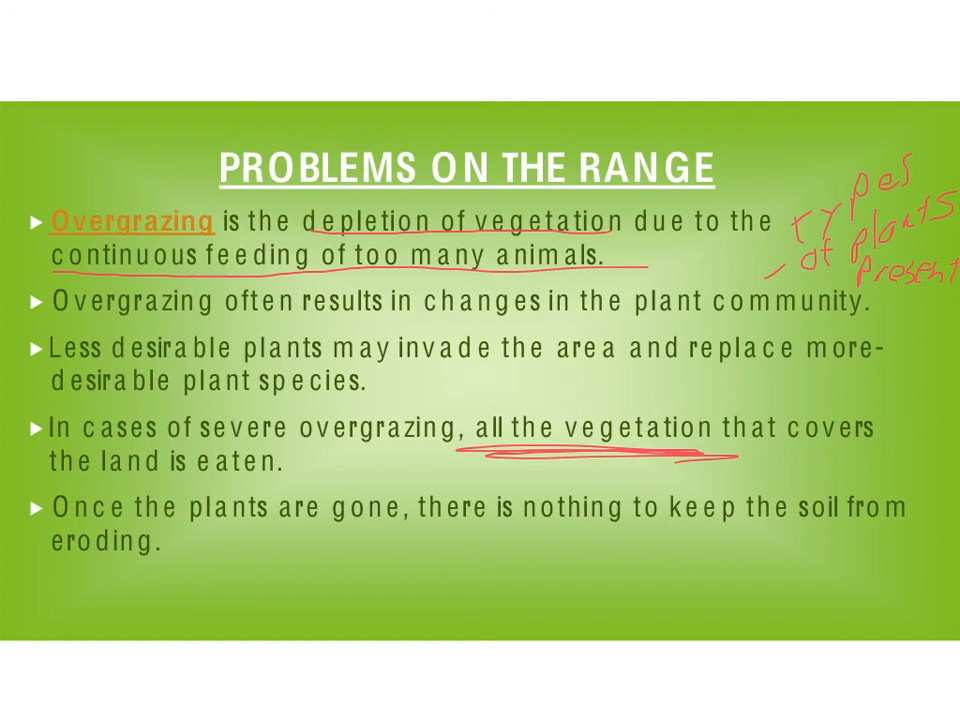 PROBLEMS ON THE RANGE
Overgrazing is the depletion of vegetation due to the
continuous feeding of too many animals.
types
of plants
present
Overgrazing often results in changes in the plant community.
Less desirable plants may invade the area and replace more-
desirable plant species.
In cases of severe overgrazing, all the vegetation that covers
the land is eaten.
Once the plants are gone, there is nothing to keep the soil from
eroding.